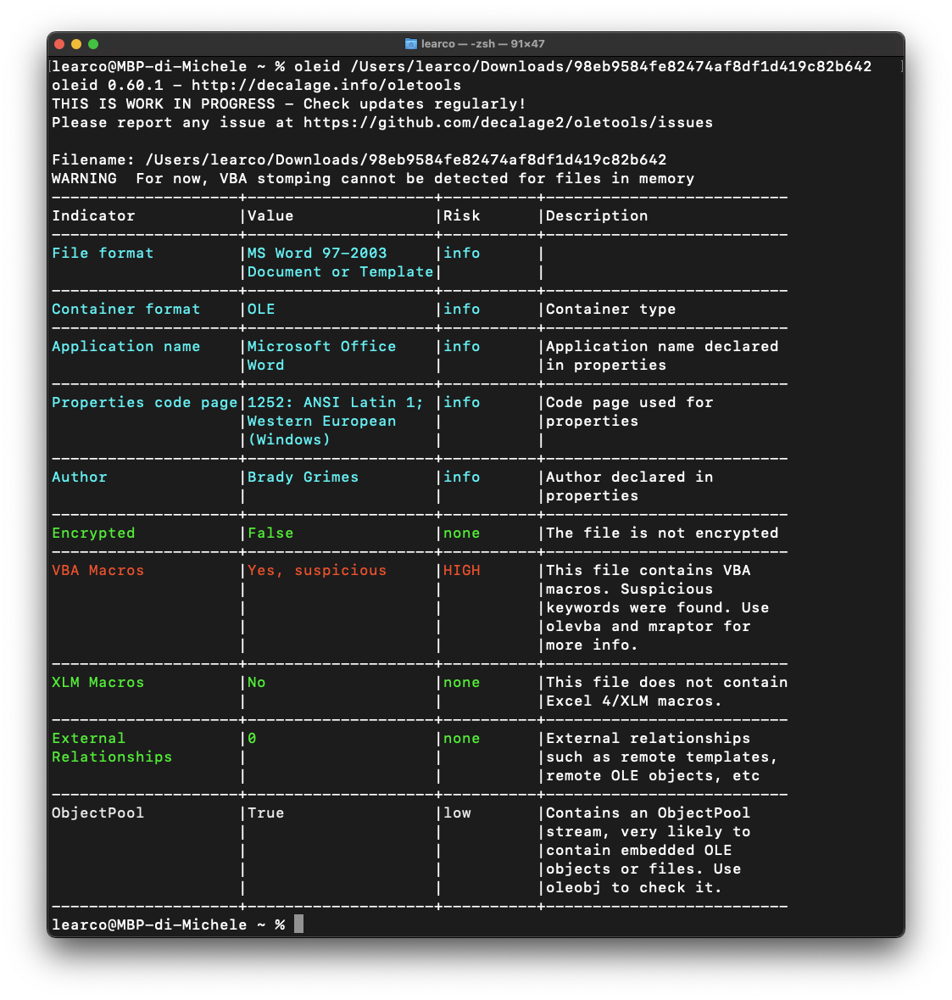 learco — -zsh — 91×47
learco@MBP-di-Michele ~ % oleid /Users/learco/Downloads/98eb9584fe82474af8df1d419c82b642
oleid 0.60.1 - http://decalage.info/oletools
THIS IS WORK IN PROGRESS - Check updates regularly!
Please report any issue at https://github.com/decalage2/oletools/issues

Filename: /Users/learco/Downloads/98eb9584fe82474af8df1d419c82b642
WARNING  For now, VBA stomping cannot be detected for files in memory
--------------------+--------------------+----------+--------------------------
Indicator           |Value               |Risk      |Description
--------------------+--------------------+----------+--------------------------
File format         |MS Word 97-2003     |info      |
                    |Document or Template|          |
--------------------+--------------------+----------+--------------------------
Container format    |OLE                 |info      |Container type
--------------------+--------------------+----------+--------------------------
Application name    |Microsoft Office    |info      |Application name declared
                    |Word                |          |in properties
--------------------+--------------------+----------+--------------------------
Properties code page|1252: ANSI Latin 1; |info      |Code page used for
                    |Western European    |          |properties
                    |(Windows)           |          |
--------------------+--------------------+----------+--------------------------
Author              |Brady Grimes        |info      |Author declared in
                    |                    |          |properties
--------------------+--------------------+----------+--------------------------
Encrypted           |False               |none      |The file is not encrypted
--------------------+--------------------+----------+--------------------------
VBA Macros          |Yes, suspicious     |HIGH      |This file contains VBA
                    |                    |          |macros. Suspicious
                    |                    |          |keywords were found. Use
                    |                    |          |olevba and mraptor for
                    |                    |          |more info.
--------------------+--------------------+----------+--------------------------
XLM Macros          |No                  |none      |This file does not contain
                    |                    |          |Excel 4/XLM macros.
--------------------+--------------------+----------+--------------------------
External            |0                   |none      |External relationships
Relationships       |                    |          |such as remote templates,
                    |                    |          |remote OLE objects, etc
--------------------+--------------------+----------+--------------------------
ObjectPool          |True                |low       |Contains an ObjectPool
                    |                    |          |stream, very likely to
                    |                    |          |contain embedded OLE
                    |                    |          |objects or files. Use
                    |                    |          |oleobj to check it.
--------------------+--------------------+----------+--------------------------
learco@MBP-di-Michele ~ %